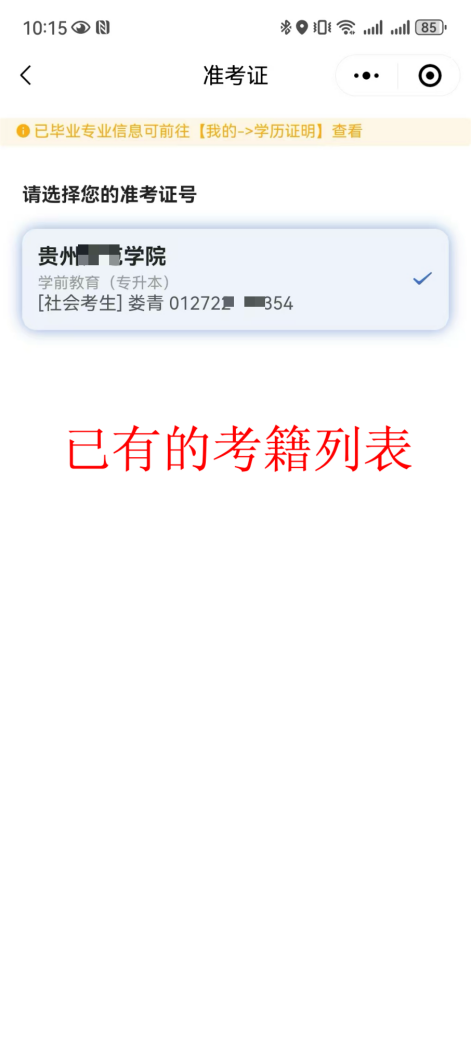 10:15
85
准考证
已毕业专业信息可前往【我的->学历证明】查看
请选择您的准考证号
贵州 学院
学前教育（专升本）
[社会考生] 娄青 012722 354
已有的考籍列表